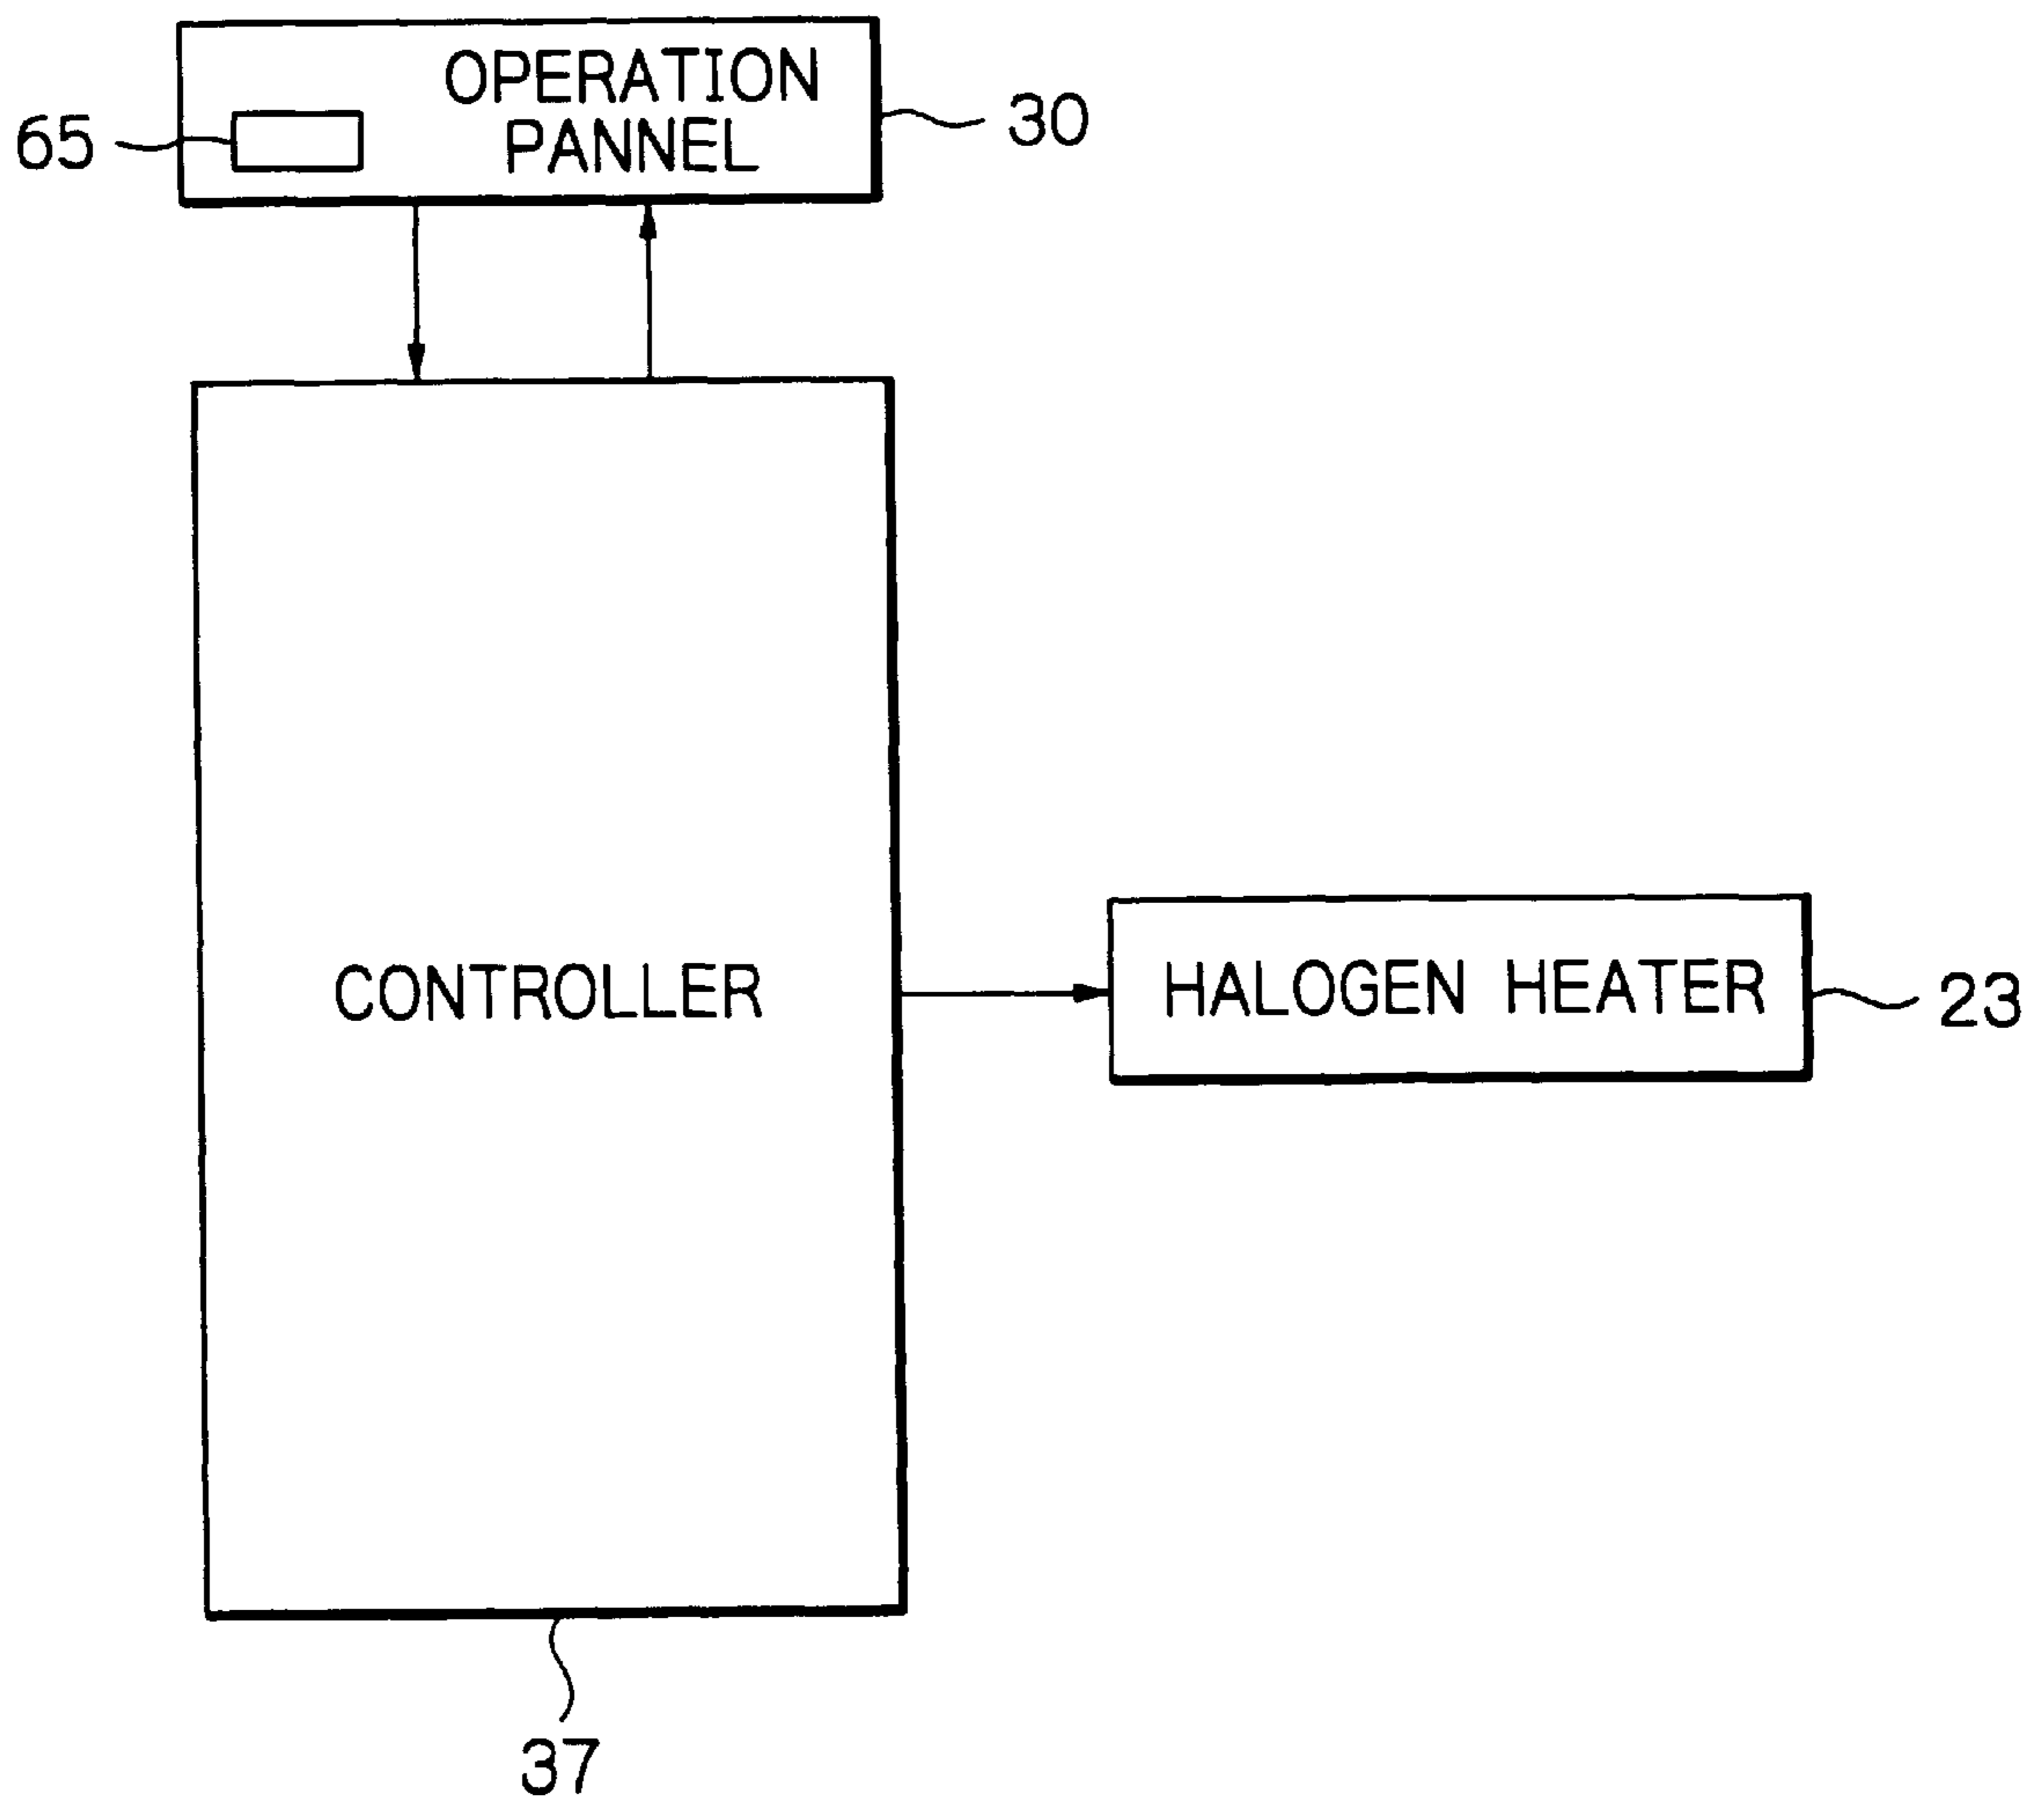 OPERATION
PANNEL
65
30
CONTROLLER
HALOGEN HEATER
23
37